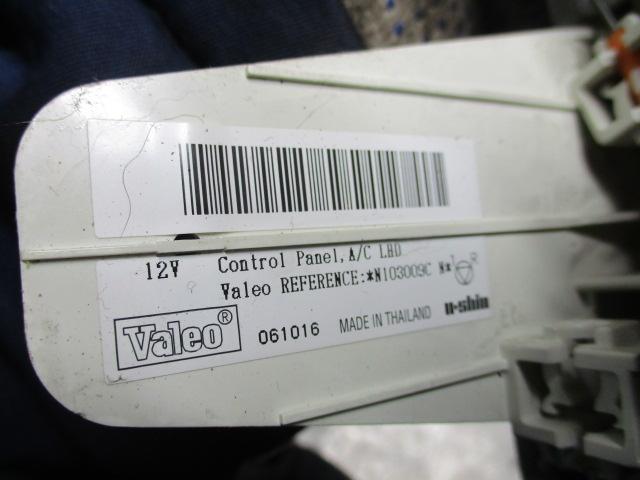 12V Control Panel, A/C LHD
Valeo REFERENCE:*N103009C N*
Valeo® 061016 MADE IN THAILAND u-shin